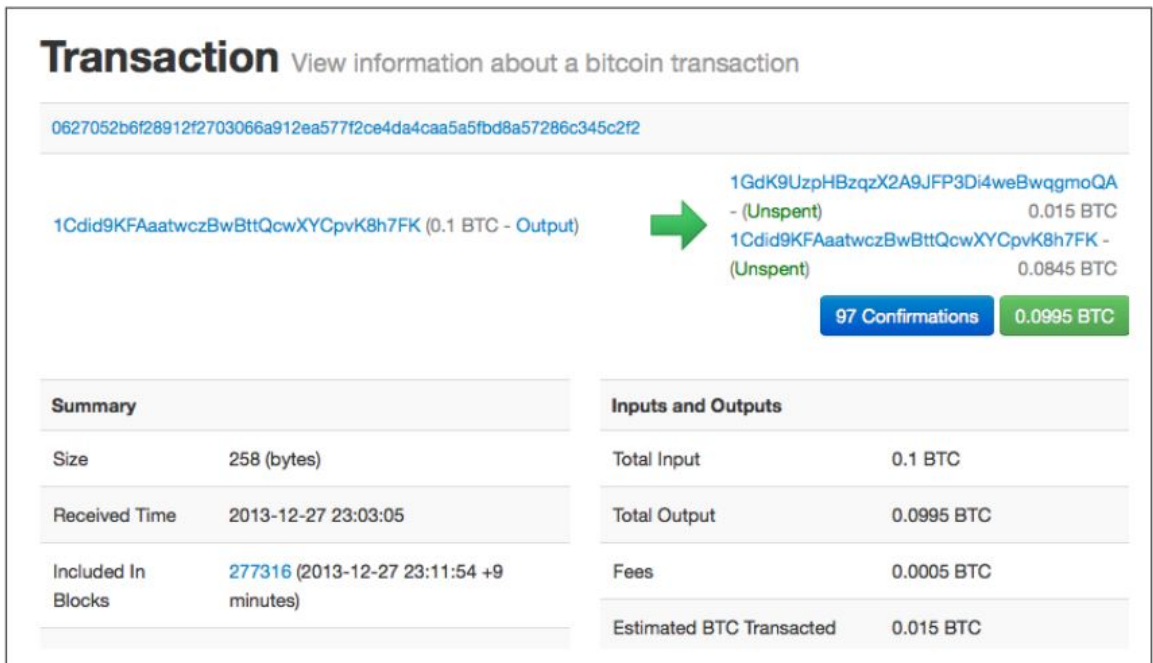 Transaction View information about a bitcoin transaction
0627052b6f28912f2703066a912ea577f2ce4da4caa5a5fbd8a57286c345c2f2
1Cdid9KFAaatwczBwBttQcwXYCpvK8h7FK (0.1 BTC - Output)
1GdK9UzpHBzqzX2A9JFP3Di4weBwqgmoQA
- (Unspent) 0.015 BTC
1Cdid9KFAaatwczBwBttQcwXYCpvK8h7FK -
(Unspent) 0.0845 BTC
97 Confirmations 0.0995 BTC
Summary
Size 258 (bytes)
Received Time 2013-12-27 23:03:05
Included In 277316 (2013-12-27 23:11:54 +9
Blocks minutes)
Inputs and Outputs
Total Input 0.1 BTC
Total Output 0.0995 BTC
Fees 0.0005 BTC
Estimated BTC Transacted 0.015 BTC